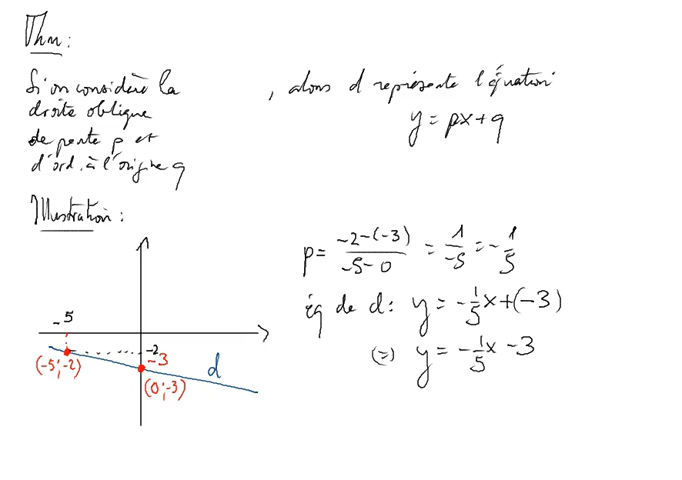 Thm :
Si on considère la
droite oblique
de pente p et
d'ord. à l'origine q
, alors d représente l'équation
y = px + q
Illustration :
p = -2-(-3)/-5-0 = 1/-5 = -1/5
éq de d : y = -1/5x + (-3)
(=) y = -1/5x - 3
-5
-2
-3
(-5;-2)
(0;-3)
d